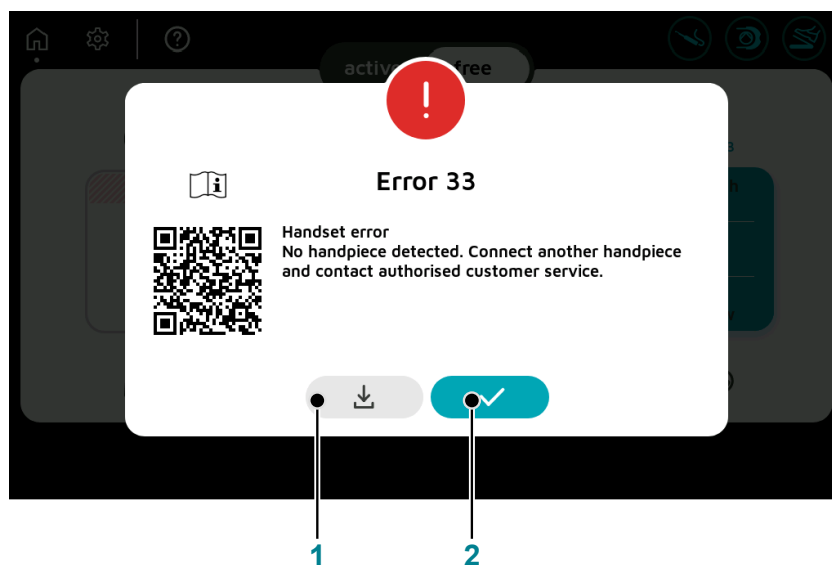 active free
Error 33
Handset error
No handpiece detected. Connect another handpiece
and contact authorised customer service.
1 2